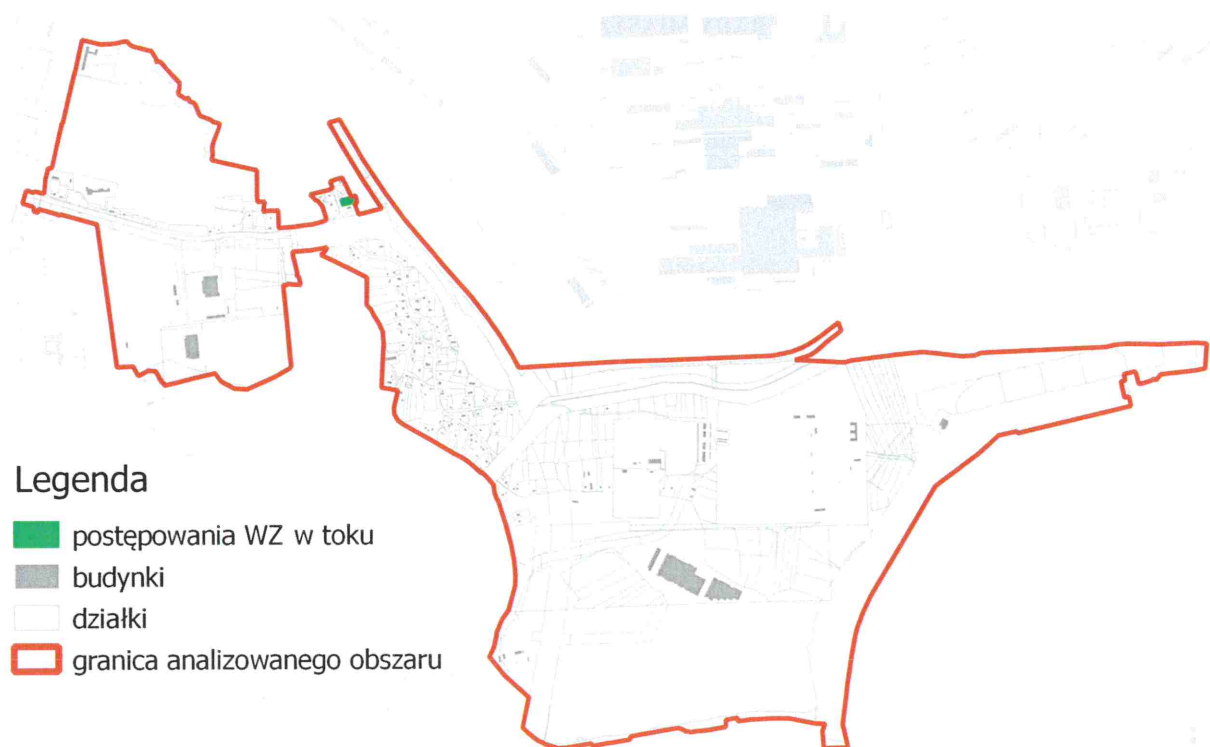 Legenda
postępowania WZ w toku
budynki
działki
granica analizowanego obszaru